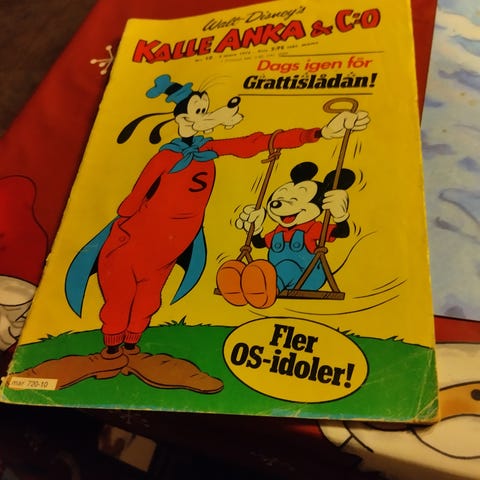 Walt Disney's
KALLE ANKA & C:O
Dags igen för
Grattislådan!
S
Fler
OS-idoler!
mar 720-10